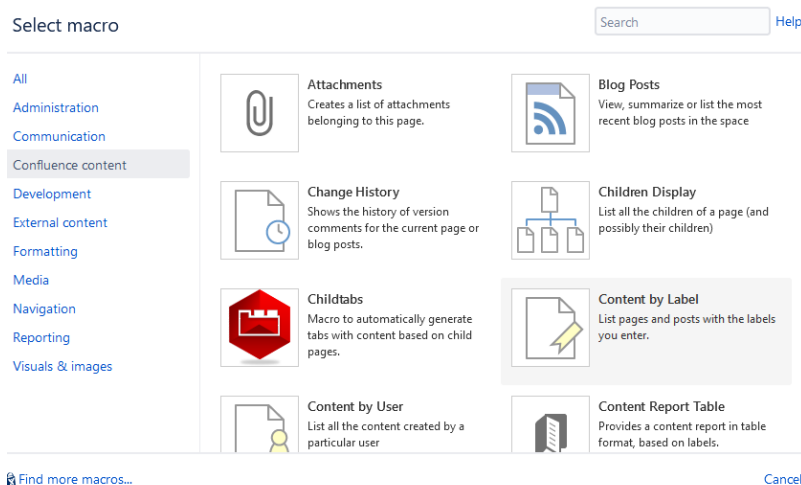 Select macro
Search
Help
All
Administration
Communication
Confluence content
Development
External content
Formatting
Media
Navigation
Reporting
Visuals & images
Attachments
Creates a list of attachments
belonging to this page.
Blog Posts
View, summarize or list the most
recent blog posts in the space
Change History
Shows the history of version
comments for the current page or
blog posts.
Children Display
List all the children of a page (and
possibly their children)
Childtabs
Macro to automatically generate
tabs with content based on child
pages.
Content by Label
List pages and posts with the labels
you enter.
Content by User
List all the content created by a
particular user
Content Report Table
Provides a content report in table
format, based on labels.
Find more macros...
Cancel